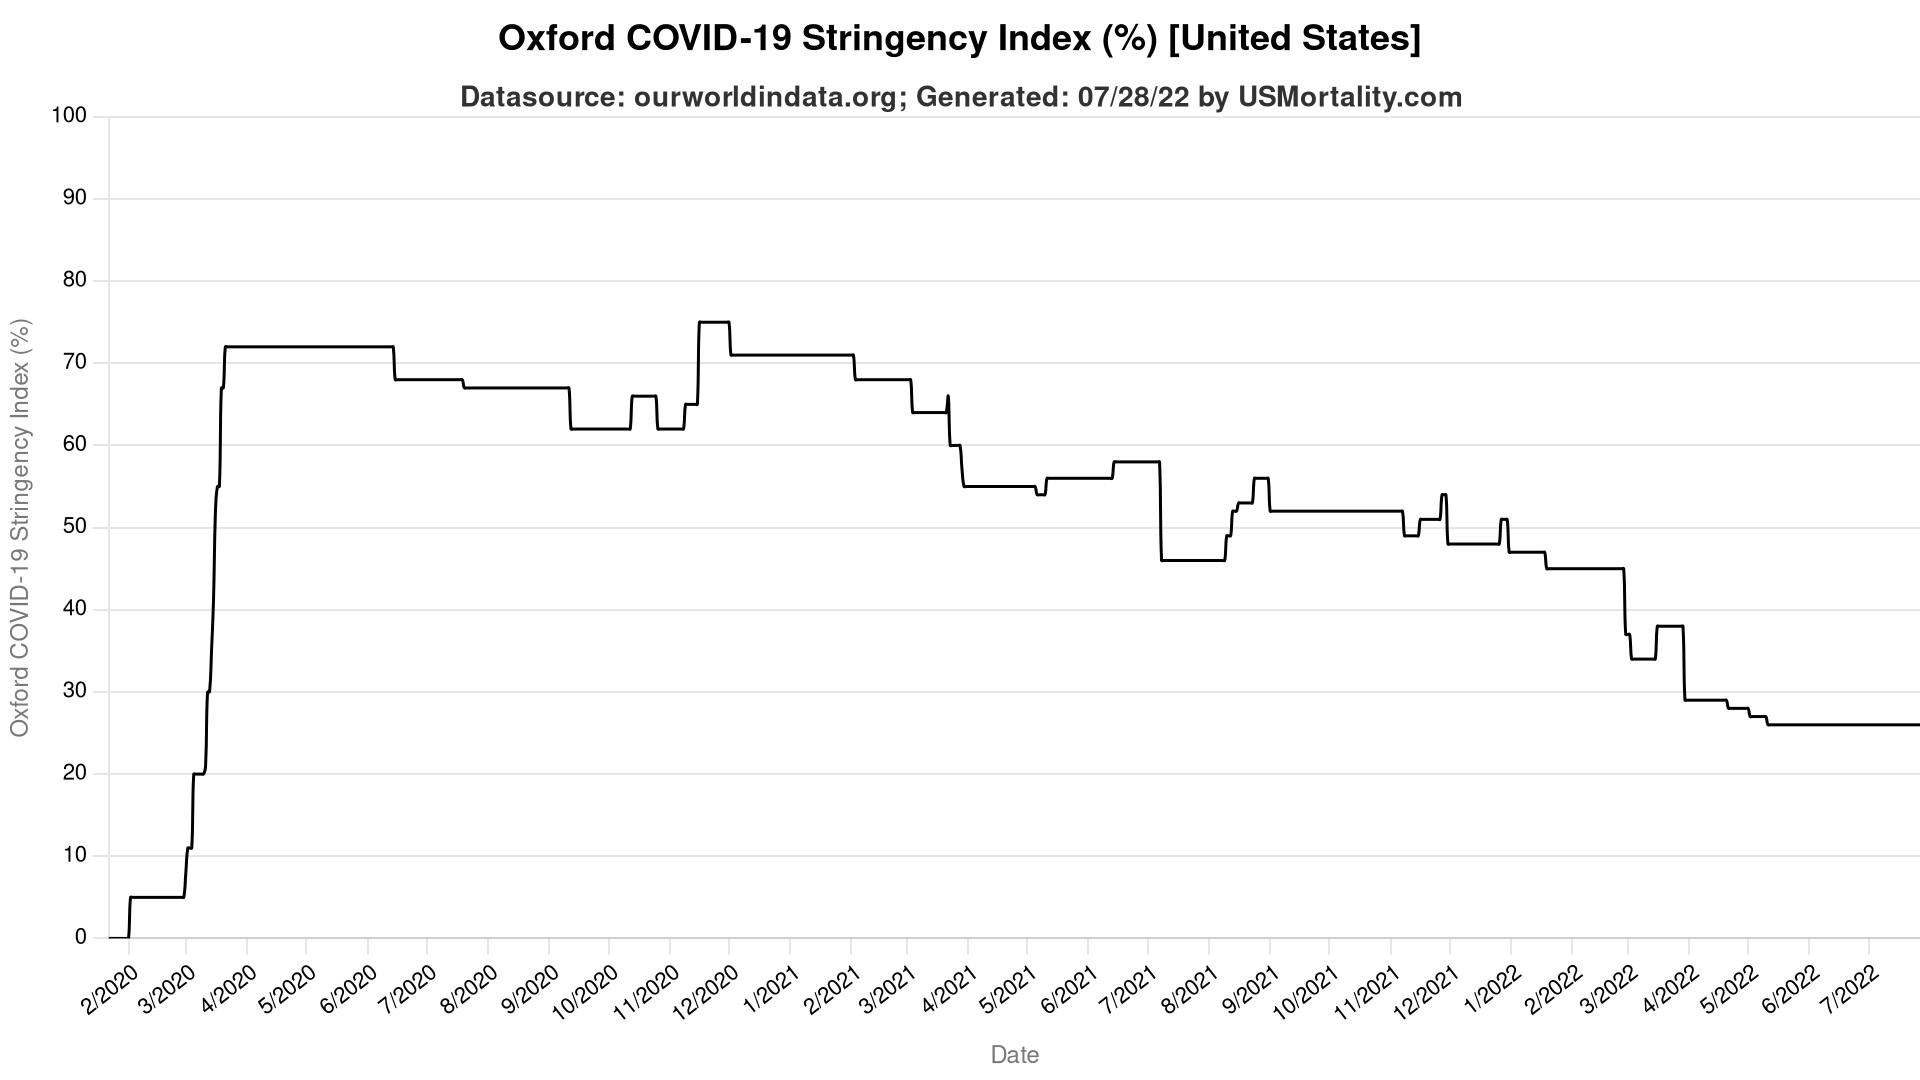 Oxford COVID-19 Stringency Index (%) [United States]
Datasource: ourworldindata.org; Generated: 07/28/22 by USMortality.com
Oxford COVID-19 Stringency Index (%)
100
90
80
70
60
50
40
30
20
10
0
2/2020 3/2020 4/2020 5/2020 6/2020 7/2020 8/2020 9/2020 10/2020 11/2020 12/2020 1/2021 2/2021 3/2021 4/2021 5/2021 6/2021 7/2021 8/2021 9/2021 10/2021 11/2021 12/2021 1/2022 2/2022 3/2022 4/2022 5/2022 6/2022 7/2022
Date